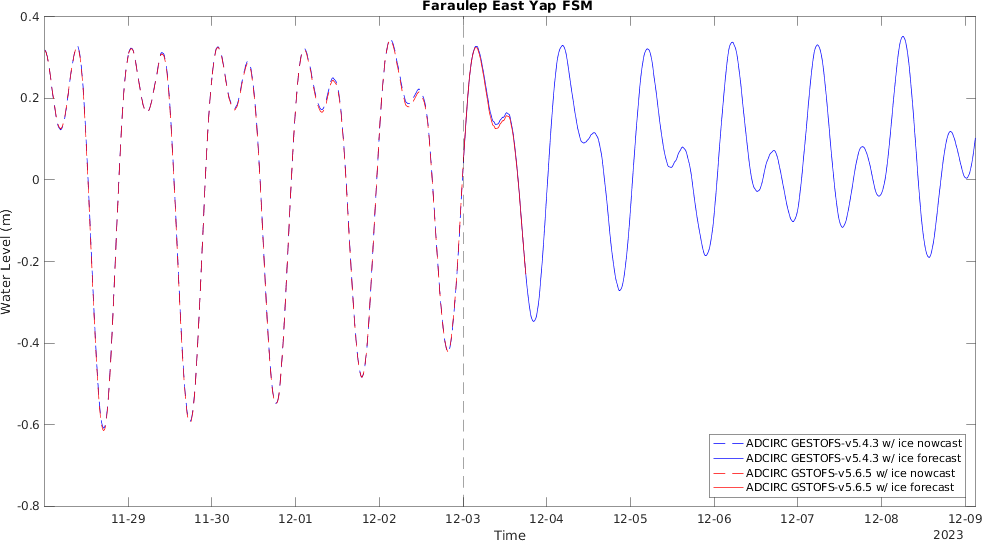 Faraulep East Yap FSM
0.4
0.2
0
-0.2
-0.4
-0.6
-0.8
Water Level (m)
ADCIRC GESTOFS-v5.4.3 w/ ice nowcast
ADCIRC GESTOFS-v5.4.3 w/ ice forecast
ADCIRC GSTOFS-v5.6.5 w/ ice nowcast
ADCIRC GSTOFS-v5.6.5 w/ ice forecast
11-29 11-30 12-01 12-02 12-03 12-04 12-05 12-06 12-07 12-08 12-09
2023
Time